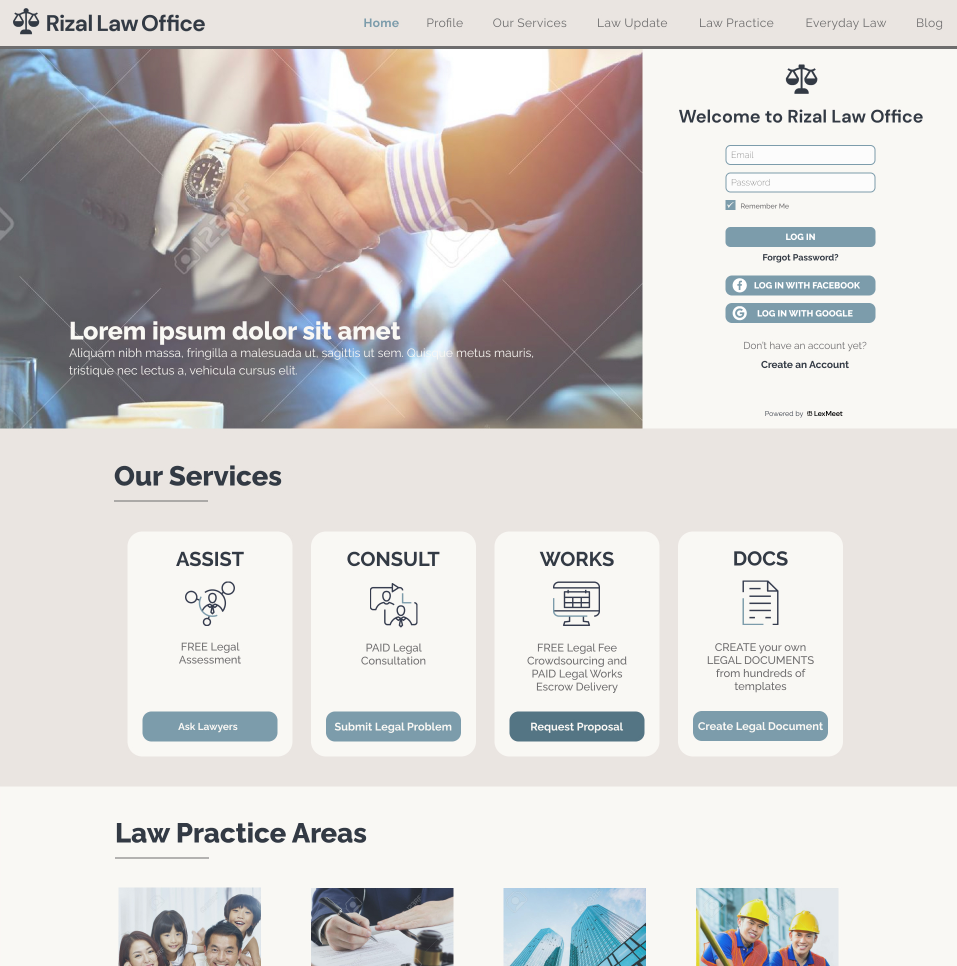 Rizal Law Office
Home Profile Our Services Law Update Law Practice Everyday Law Blog
123RF
Lorem ipsum dolor sit amet
Aliquam nibh massa, fringilla a malesuada ut, sagittis ut sem. Quisque metus mauris,
tristique nec lectus a, vehicula cursus elit.
Welcome to Rizal Law Office
Email
Password
Remember Me
LOG IN
Forgot Password?
LOG IN WITH FACEBOOK
LOG IN WITH GOOGLE
Don't have an account yet?
Create an Account
Powered by LexMeet
Our Services
ASSIST
FREE Legal
Assessment
Ask Lawyers
CONSULT
PAID Legal
Consultation
Submit Legal Problem
WORKS
FREE Legal Fee
Crowdsourcing and
PAID Legal Works
Escrow Delivery
Request Proposal
DOCS
CREATE your own
LEGAL DOCUMENTS
from hundreds of
templates
Create Legal Document
Law Practice Areas